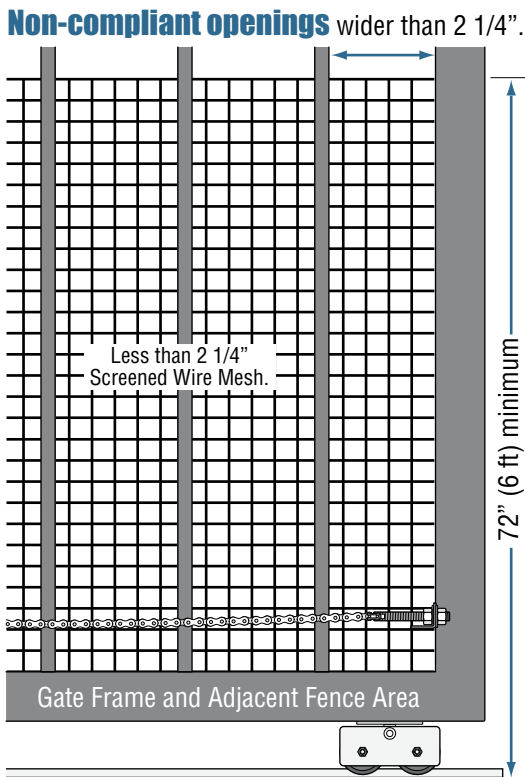 Non-compliant openings wider than 2 1/4”.
Less than 2 1/4”
Screened Wire Mesh.
72” (6 ft) minimum
Gate Frame and Adjacent Fence Area